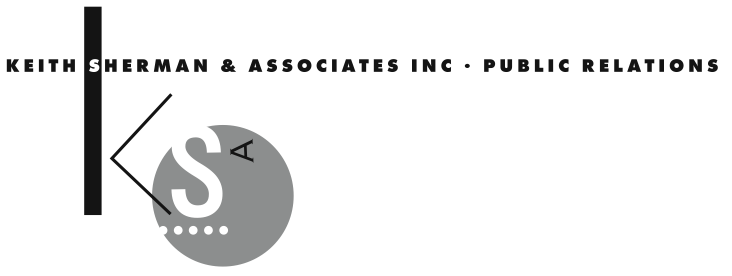 KEITH SHERMAN & ASSOCIATES INC · PUBLIC RELATIONS
K
S
A